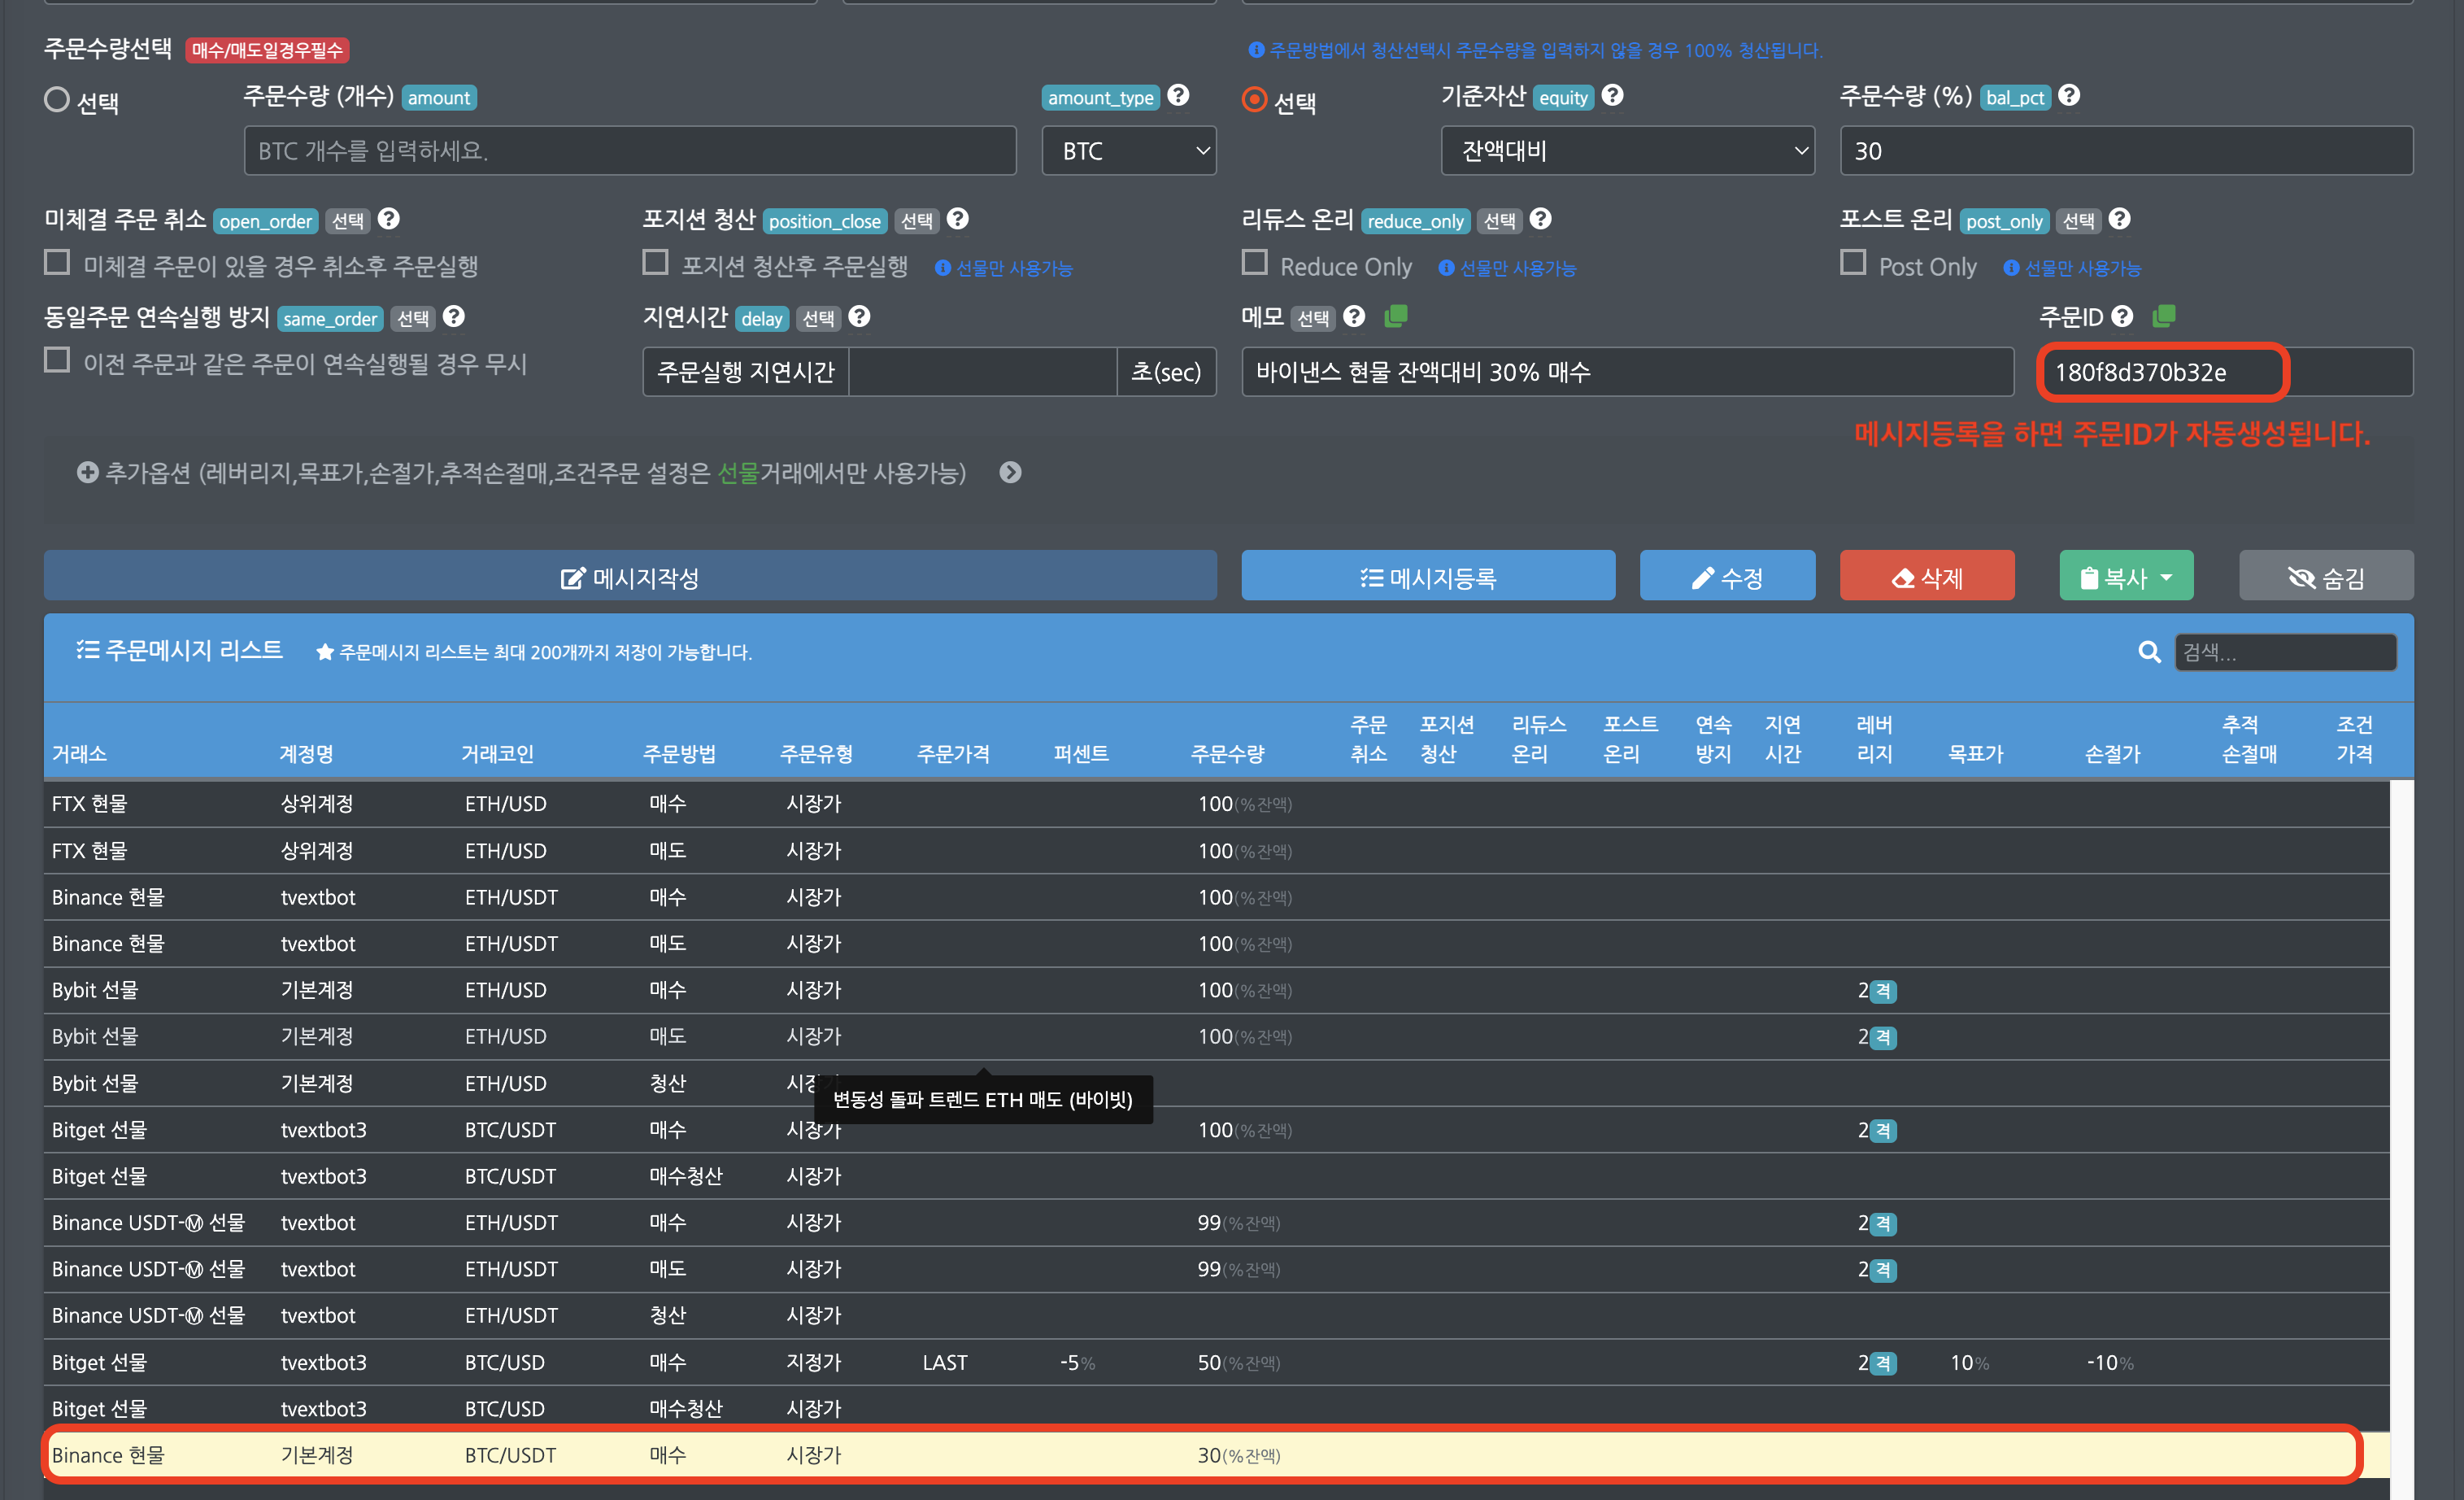 주문수량선택 매수/매도일경우필수
주문방법에서 청산선택시 주문수량을 입력하지 않을 경우 100% 청산됩니다.
선택
주문수량 (개수) amount
amount_type
선택
기준자산 equity
주문수량 (%) bal_pct
BTC 개수를 입력하세요.
BTC
잔액대비
30
미체결 주문 취소 open_order 선택
포지션 청산 position_close 선택
리듀스 온리 reduce_only 선택
포스트 온리 post_only 선택
미체결 주문이 있을 경우 취소후 주문실행
포지션 청산후 주문실행 선물만 사용가능
Reduce Only 선물만 사용가능
Post Only 선물만 사용가능
동일주문 연속실행 방지 same_order 선택
지연시간 delay 선택
메모 선택
주문ID
이전 주문과 같은 주문이 연속실행될 경우 무시
주문실행 지연시간 초(sec)
바이낸스 현물 잔액대비 30% 매수
180f8d370b32e
메시지등록을 하면 주문ID가 자동생성됩니다.
추가옵션 (레버리지,목표가,손절가,추적손절매,조건주문 설정은 선물거래에서만 사용가능)
메시지작성
메시지등록
수정
삭제
복사
숨김
주문메시지 리스트 주문메시지 리스트는 최대 200개까지 저장이 가능합니다.
검색...
거래소 계정명 거래코인 주문방법 주문유형 주문가격 퍼센트 주문수량 주문취소 포지션청산 리듀스온리 포스트온리 연속방지 지연시간 레버리지 목표가 손절가 추적손절매 조건가격
FTX 현물 상위계정 ETH/USD 매수 시장가 100(%잔액)
FTX 현물 상위계정 ETH/USD 매도 시장가 100(%잔액)
Binance 현물 tvextbot ETH/USDT 매수 시장가 100(%잔액)
Binance 현물 tvextbot ETH/USDT 매도 시장가 100(%잔액)
Bybit 선물 기본계정 ETH/USD 매수 시장가 100(%잔액) 2격
Bybit 선물 기본계정 ETH/USD 매도 시장가 100(%잔액) 2격
Bybit 선물 기본계정 ETH/USD 청산
변동성 돌파 트렌드 ETH 매도 (바이빗)
Bitget 선물 tvextbot3 BTC/USDT 매수 시장가 100(%잔액) 2격
Bitget 선물 tvextbot3 BTC/USDT 매수청산 시장가
Binance USDT-Ⓜ 선물 tvextbot ETH/USDT 매수 시장가 99(%잔액) 2격
Binance USDT-Ⓜ 선물 tvextbot ETH/USDT 매도 시장가 99(%잔액) 2격
Binance USDT-Ⓜ 선물 tvextbot ETH/USDT 청산 시장가
Bitget 선물 tvextbot3 BTC/USD 매수 지정가 LAST -5% 50(%잔액) 2격 10% -10%
Bitget 선물 tvextbot3 BTC/USD 매수청산 시장가
Binance 현물 기본계정 BTC/USDT 매수 시장가 30(%잔액)